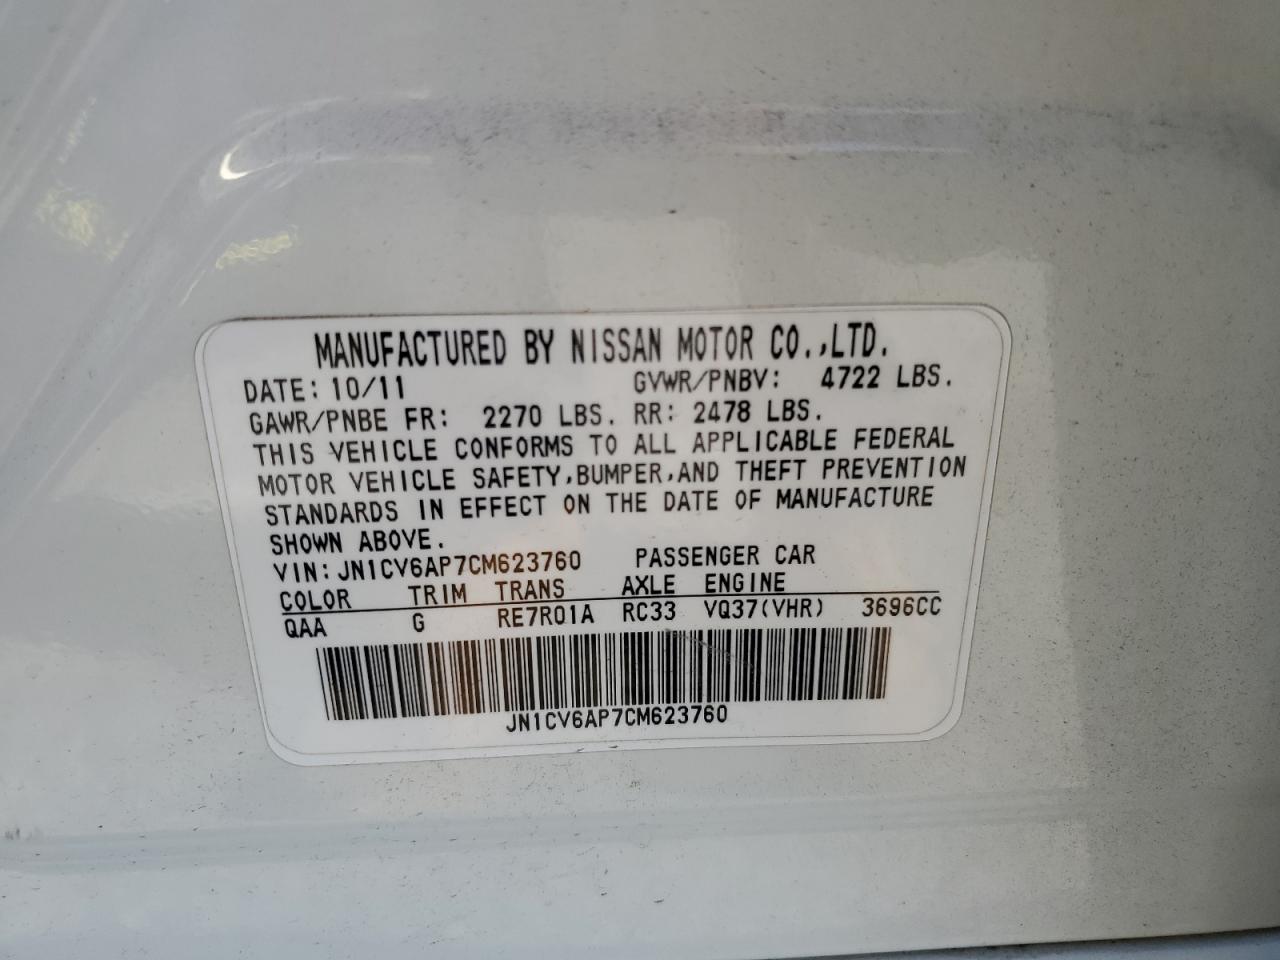 MANUFACTURED BY NISSAN MOTOR CO.,LTD.
DATE: 10/11 GVWR/PNBV: 4722 LBS.
GAWR/PNBE FR: 2270 LBS. RR: 2478 LBS.
THIS VEHICLE CONFORMS TO ALL APPLICABLE FEDERAL
MOTOR VEHICLE SAFETY,BUMPER,AND THEFT PREVENTION
STANDARDS IN EFFECT ON THE DATE OF MANUFACTURE
SHOWN ABOVE.
VIN: JN1CV6AP7CM623760 PASSENGER CAR
COLOR TRIM TRANS AXLE ENGINE
QAA G RE7R01A RC33 VQ37(VHR) 3696CC
JN1CV6AP7CM623760